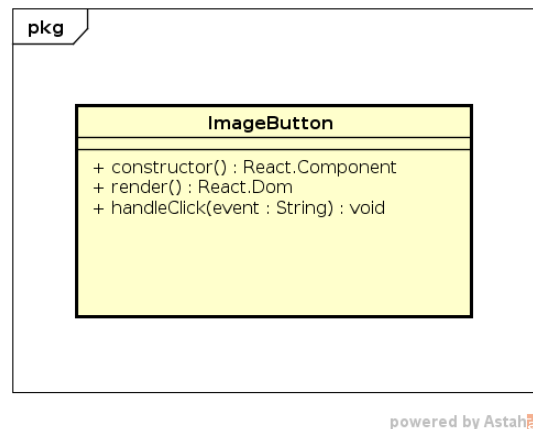 pkg
ImageButton
+ constructor() : React.Component
+ render() : React.Dom
+ handleClick(event : String) : void
powered by Astah